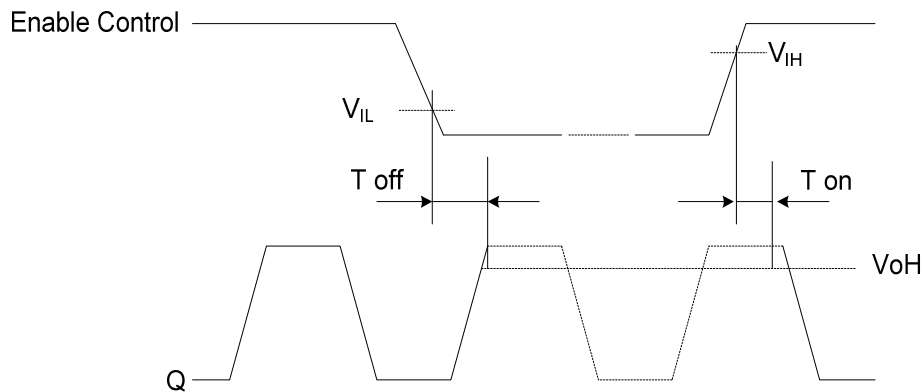 Enable Control
VIH
VIL
T off
T on
VoH
Q